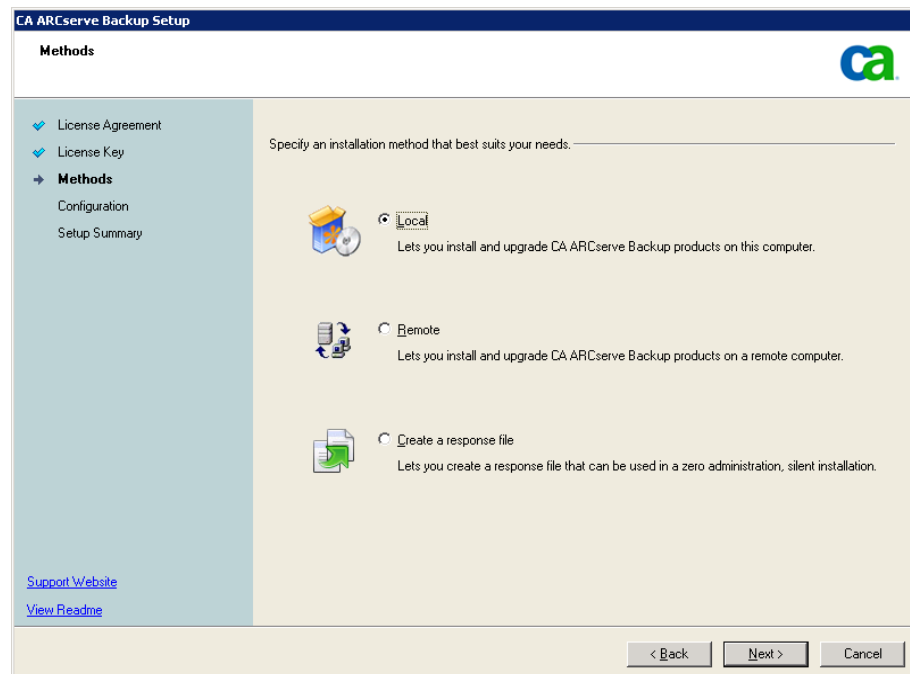 CA ARCserve Backup Setup
Methods
ca
License Agreement
License Key
Methods
Configuration
Setup Summary
Specify an installation method that best suits your needs.
Local
Lets you install and upgrade CA ARCserve Backup products on this computer.
Remote
Lets you install and upgrade CA ARCserve Backup products on a remote computer.
Create a response file
Lets you create a response file that can be used in a zero administration, silent installation.
Support Website
View Readme
< Back Next > Cancel